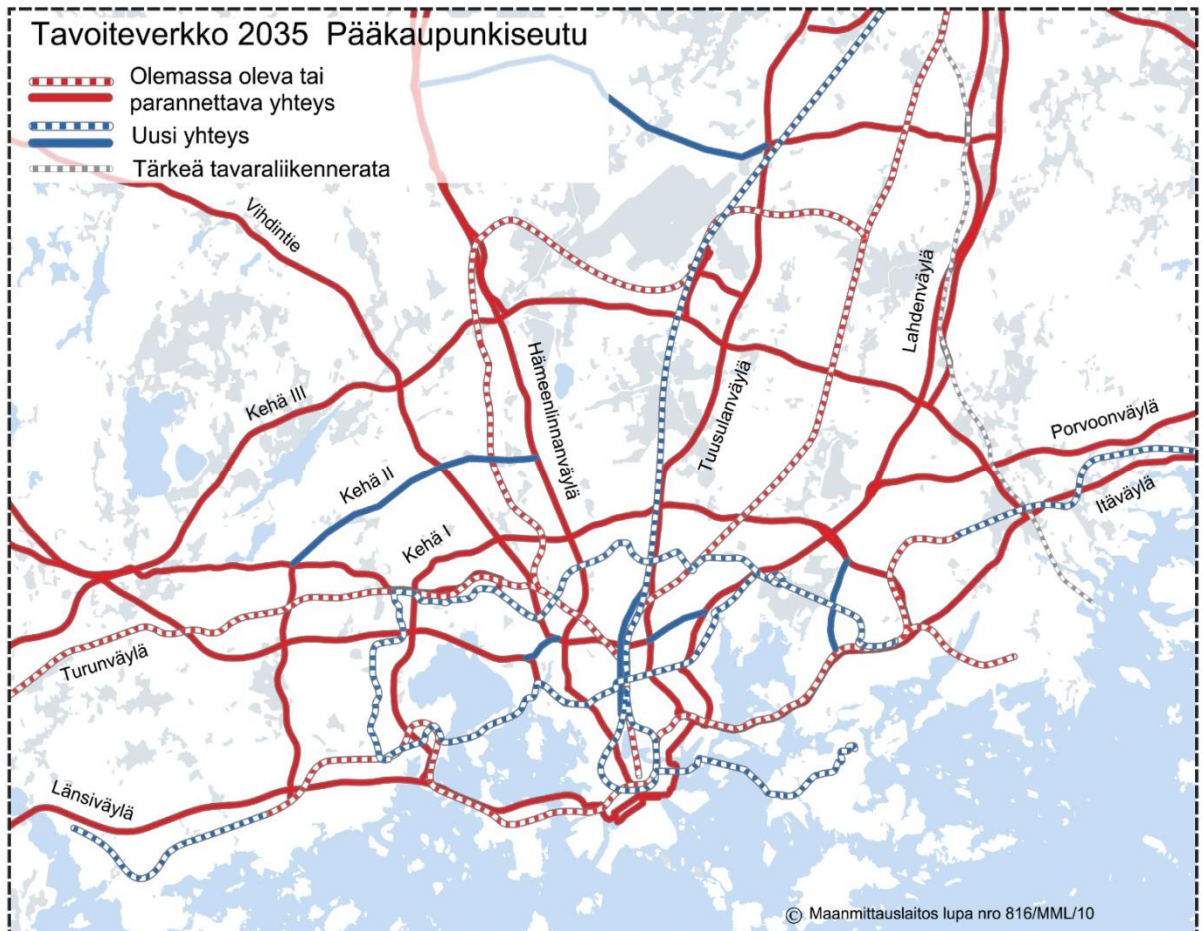 Tavoiteverkko 2035 Pääkaupunkiseutu
Olemassa oleva tai
parannettava yhteys
Uusi yhteys
Tärkeä tavaraliikennerata
Vihdintie
Kehä III
Hämeenlinnanväylä
Tuusulanväylä
Lahdenväylä
Porvoonväylä
Itäväylä
Kehä II
Kehä I
Turunväylä
Länsiväylä
© Maanmittauslaitos lupa nro 816/MML/10